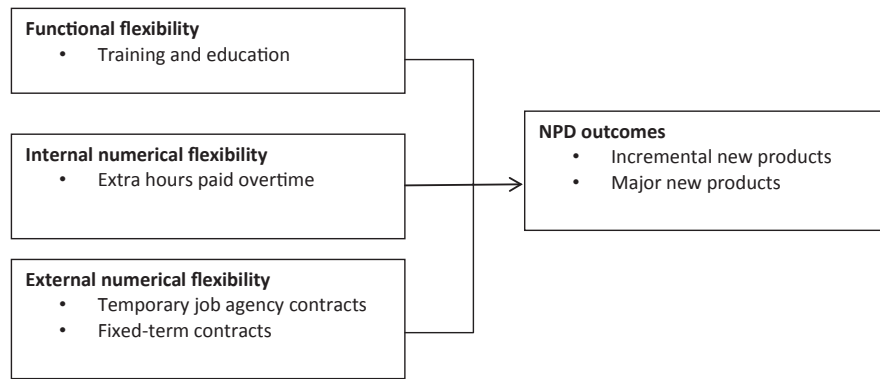 Functional flexibility
• Training and education
Internal numerical flexibility
• Extra hours paid overtime
External numerical flexibility
• Temporary job agency contracts
• Fixed-term contracts
NPD outcomes
• Incremental new products
• Major new products